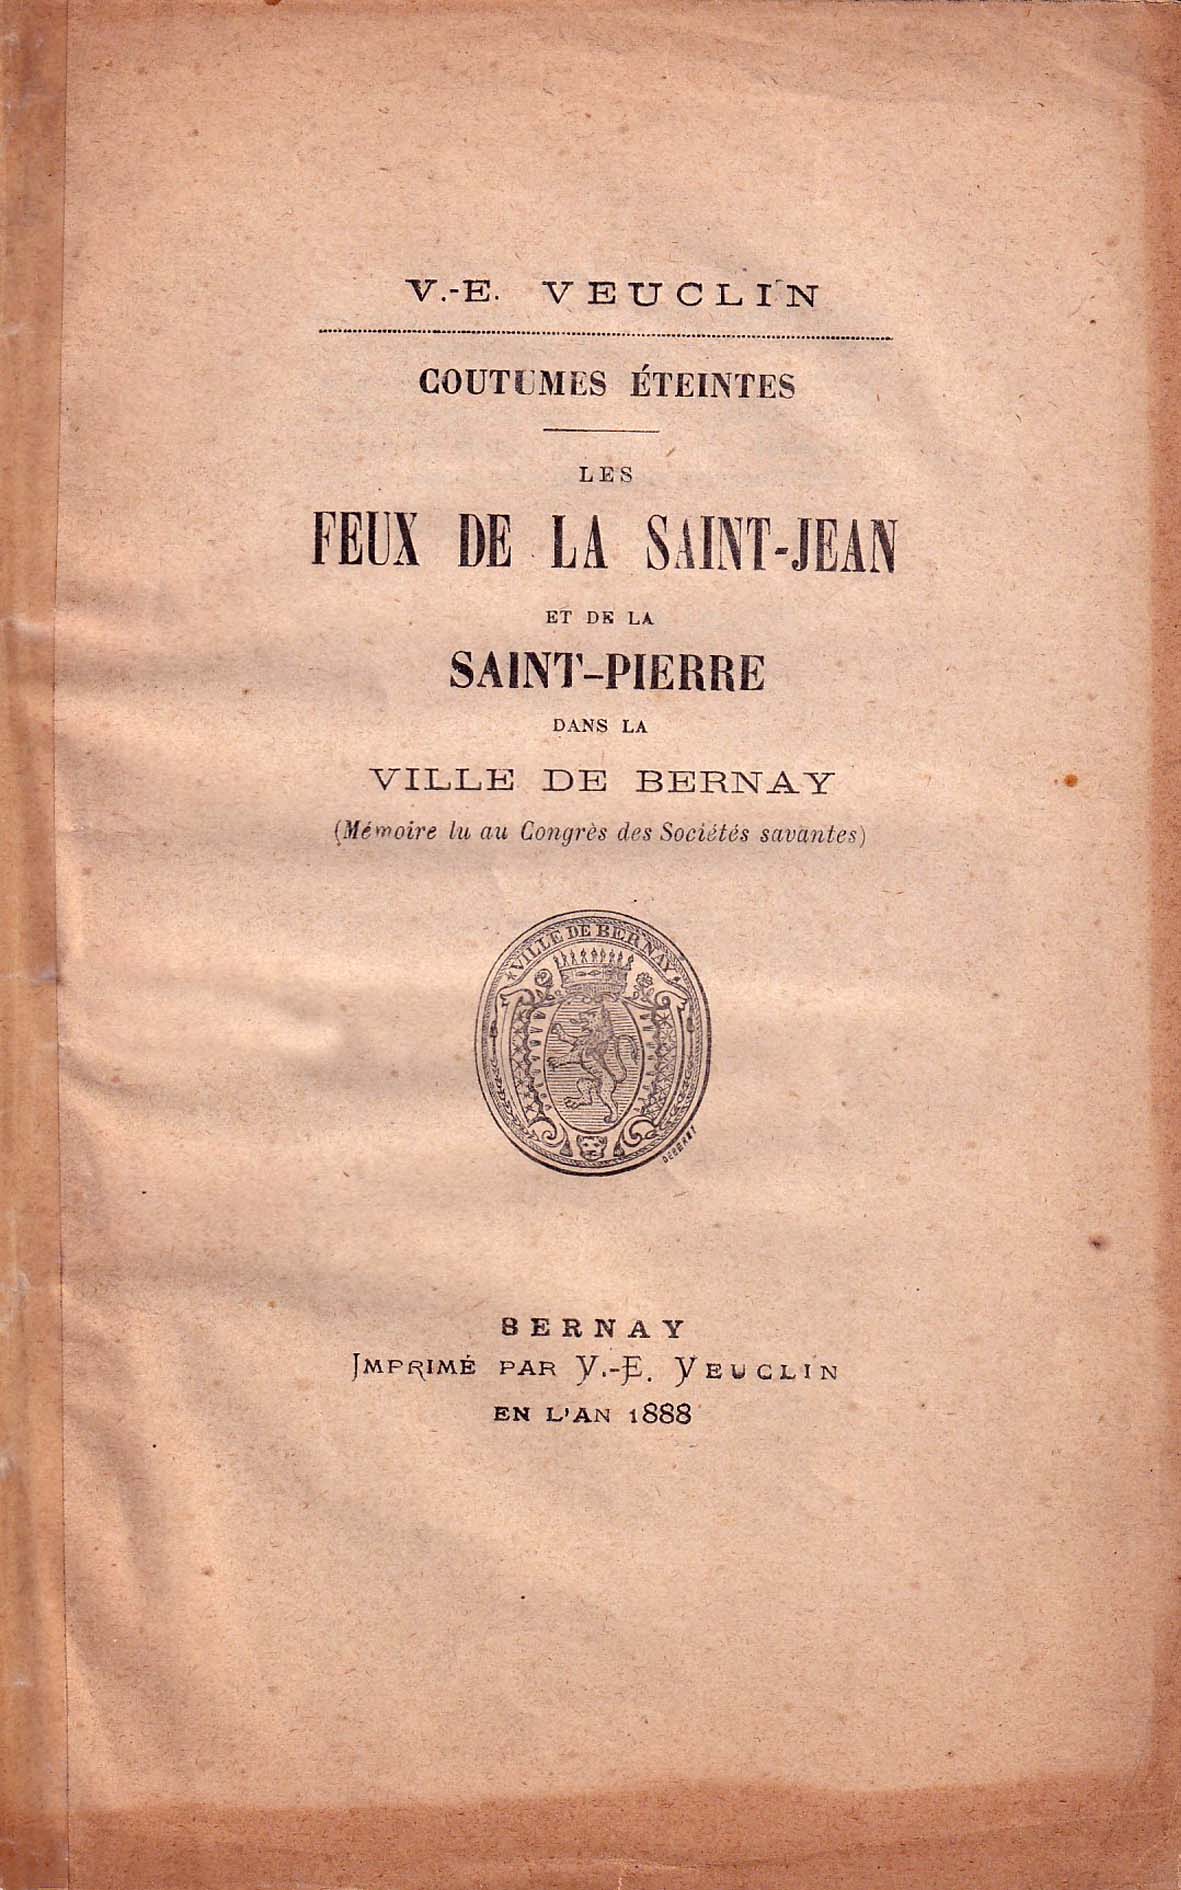 V.-E. VEUCLIN
COUTUMES ÉTEINTES
LES
FEUX DE LA SAINT-JEAN
ET DE LA
SAINT-PIERRE
DANS LA
VILLE DE BERNAY
(Mémoire lu au Congrès des Sociétés savantes)
VILLE DE BERNAY
BERNAY
IMPRIMÉ PAR V.-E. VEUCLIN
EN L'AN 1888